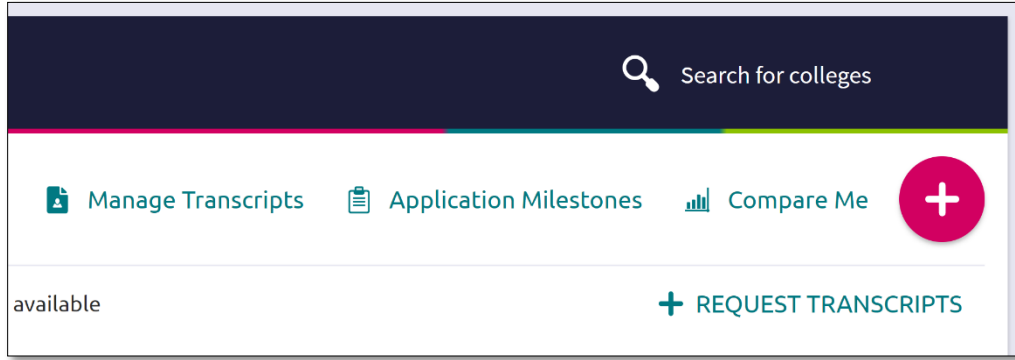 Search for colleges
Manage Transcripts Application Milestones Compare Me
available + REQUEST TRANSCRIPTS